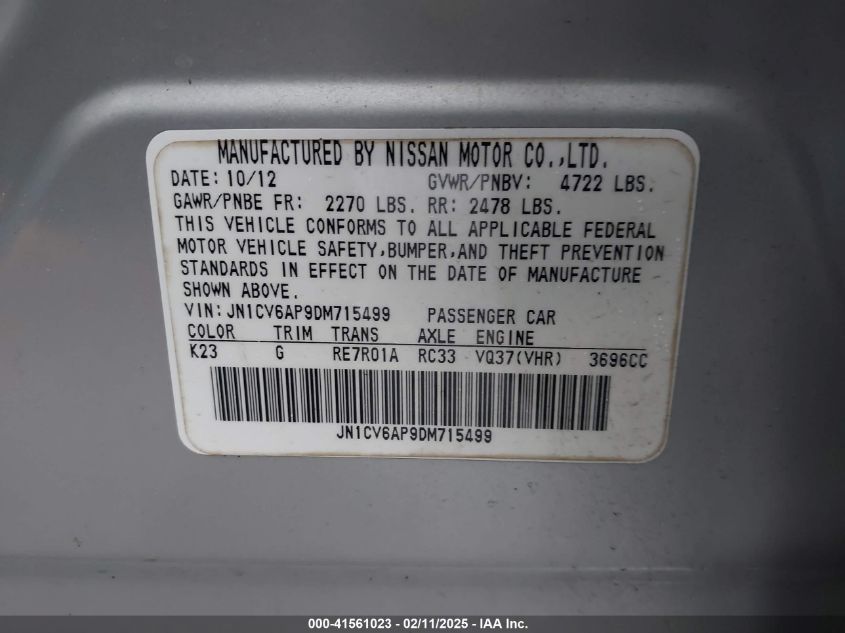 MANUFACTURED BY NISSAN MOTOR CO.,LTD.
DATE: 10/12 GVWR/PNBV: 4722 LBS.
GAWR/PNBE FR: 2270 LBS. RR: 2478 LBS.
THIS VEHICLE CONFORMS TO ALL APPLICABLE FEDERAL
MOTOR VEHICLE SAFETY,BUMPER,AND THEFT PREVENTION
STANDARDS IN EFFECT ON THE DATE OF MANUFACTURE
SHOWN ABOVE.
VIN: JN1CV6AP9DM715499 PASSENGER CAR
COLOR TRIM TRANS AXLE ENGINE
K23 G RE7R01A RC33 VQ37(VHR) 3696CC
JN1CV6AP9DM715499
000-41561023 - 02/11/2025 - IAA Inc.